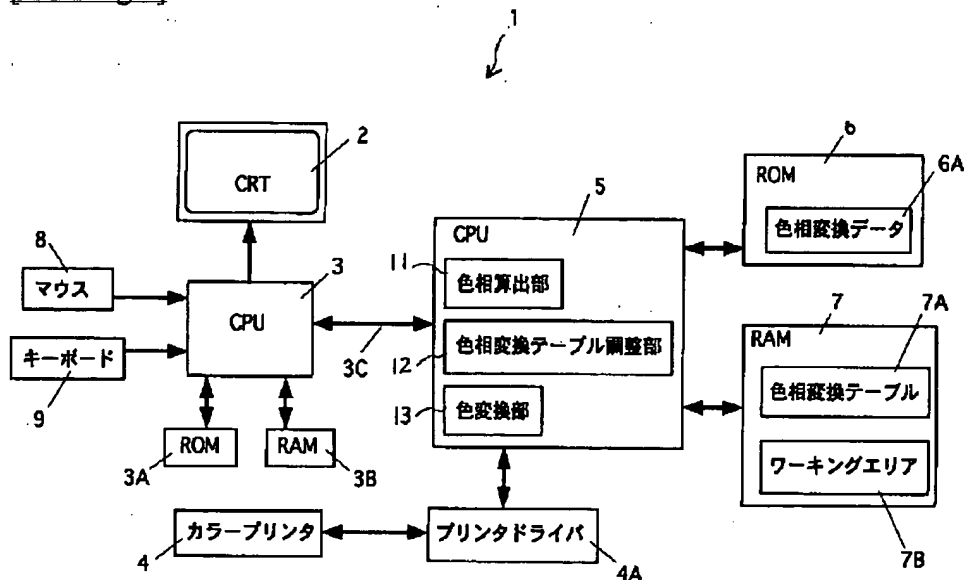 1
2
CRT
8
マウス
3
CPU
キーボード
9
ROM
3A
RAM
3B
3C
5
CPU
11
色相算出部
12
色相変換テーブル調整部
13
色変換部
6
ROM
6A
色相変換データ
7
RAM
7A
色相変換テーブル
ワーキングエリア
7B
カラープリンタ
4
プリンタドライバ
4A